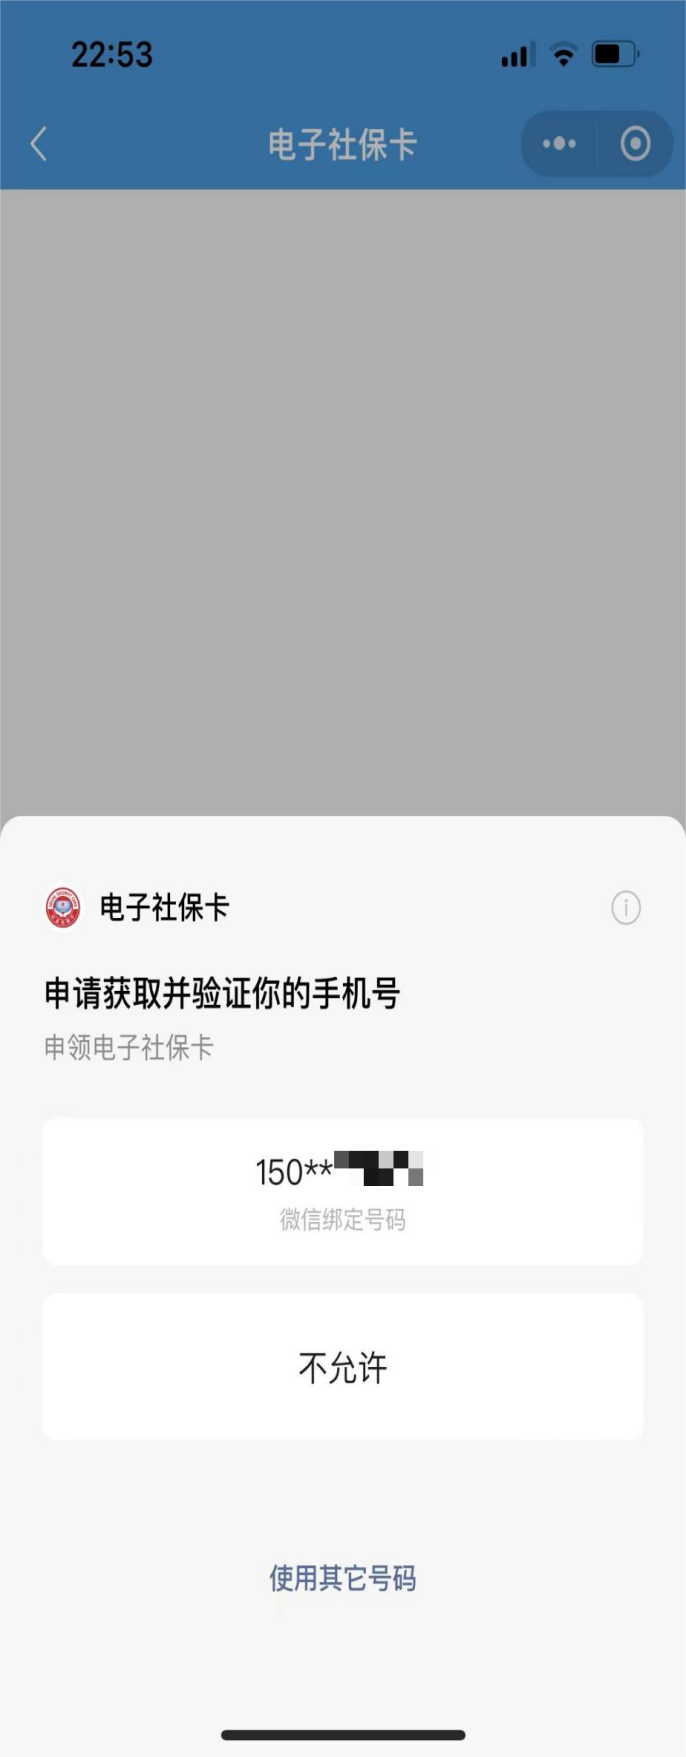 22:53
电子社保卡
电子社保卡
申请获取并验证你的手机号
申领电子社保卡
150**
微信绑定号码
不允许
使用其它号码